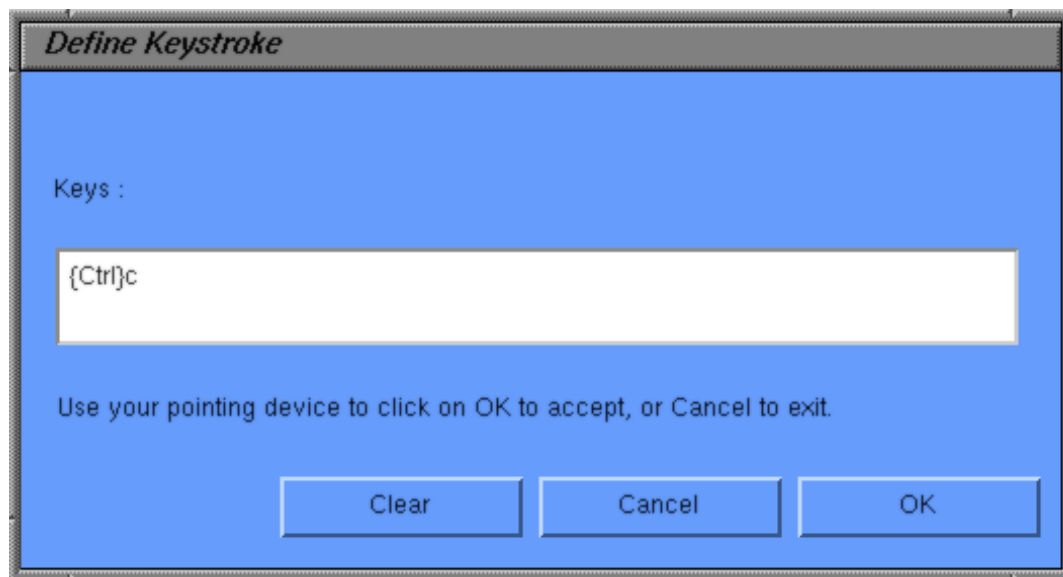 Define Keystroke
Keys :
{Ctrl}c
Use your pointing device to click on OK to accept, or Cancel to exit.
Clear
Cancel
OK